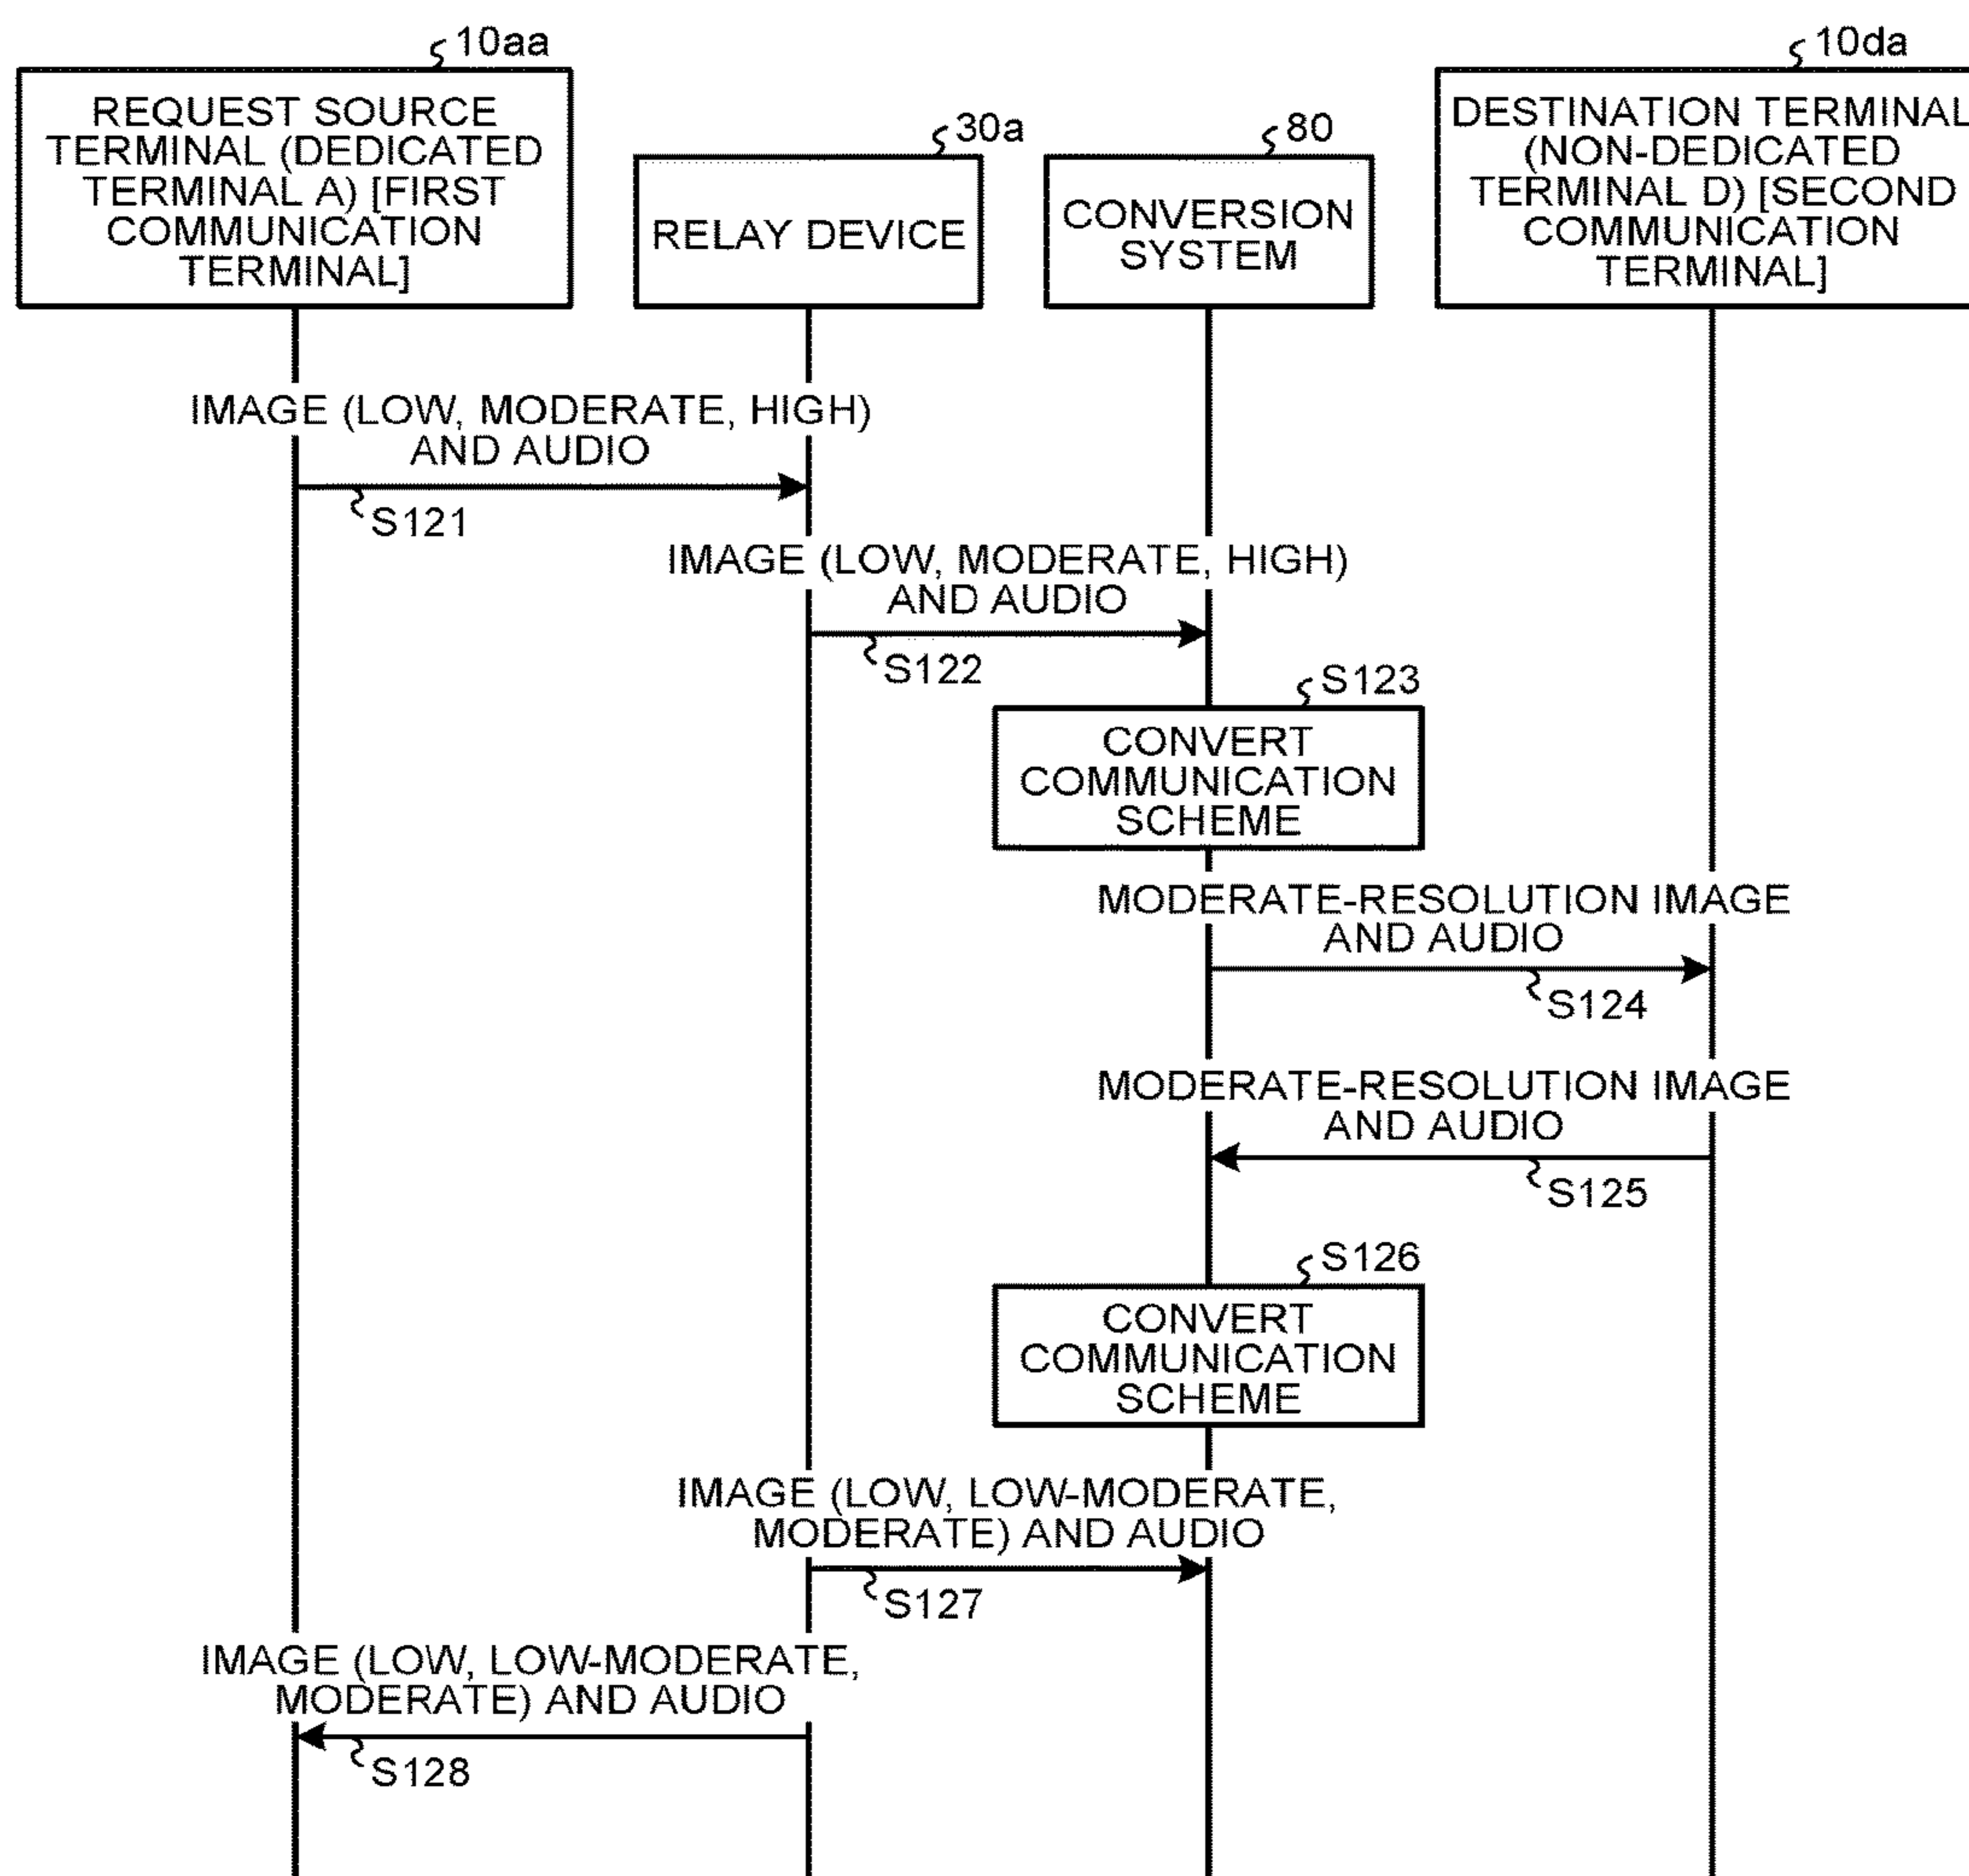 10aa
REQUEST SOURCE
TERMINAL (DEDICATED
TERMINAL A) [FIRST
COMMUNICATION
TERMINAL]
30a
RELAY DEVICE
80
CONVERSION
SYSTEM
10da
DESTINATION TERMINAL
(NON-DEDICATED
TERMINAL D) [SECOND
COMMUNICATION
TERMINAL]
IMAGE (LOW, MODERATE, HIGH)
AND AUDIO
S121
IMAGE (LOW, MODERATE, HIGH)
AND AUDIO
S122
S123
CONVERT
COMMUNICATION
SCHEME
MODERATE-RESOLUTION IMAGE
AND AUDIO
S124
MODERATE-RESOLUTION IMAGE
AND AUDIO
S125
S126
CONVERT
COMMUNICATION
SCHEME
IMAGE (LOW, LOW-MODERATE,
MODERATE) AND AUDIO
S127
IMAGE (LOW, LOW-MODERATE,
MODERATE) AND AUDIO
S128